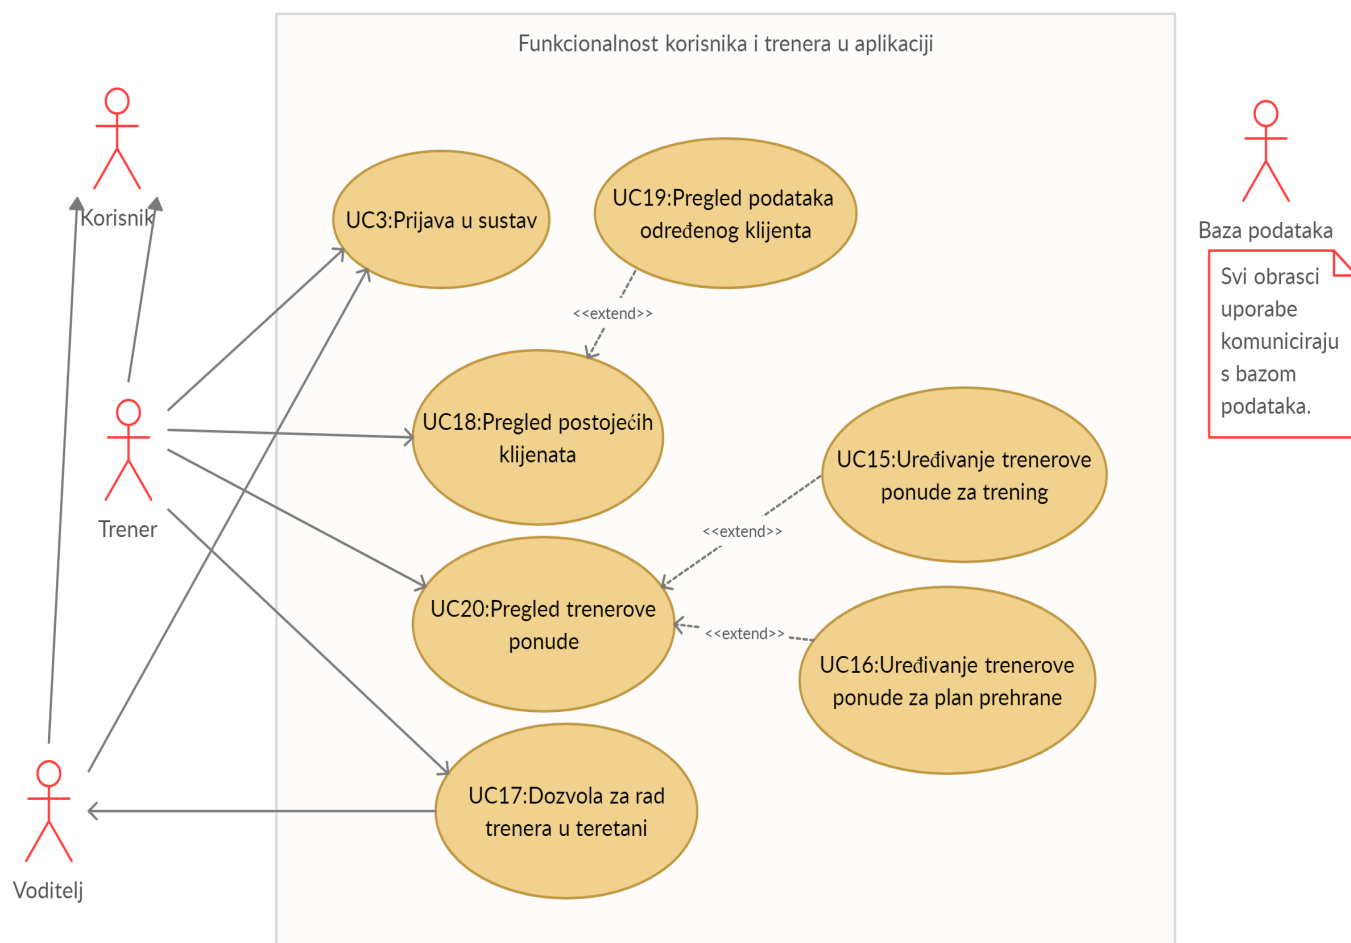 Funkcionalnost korisnika i trenera u aplikaciji
Korisnik
UC3:Prijava u sustav
UC19:Pregled podataka
određenog klijenta
Baza podataka
Svi obrasci
uporabe
komuniciraju
s bazom
podataka.
<<extend>>
UC18:Pregled postojećih
klijenata
Trener
UC15:Uređivanje trenerove
ponude za trening
<<extend>>
UC20:Pregled trenerove
ponude
<<extend>>
UC16:Uređivanje trenerove
ponude za plan prehrane
UC17:Dozvola za rad
trenera u teretani
Voditelj